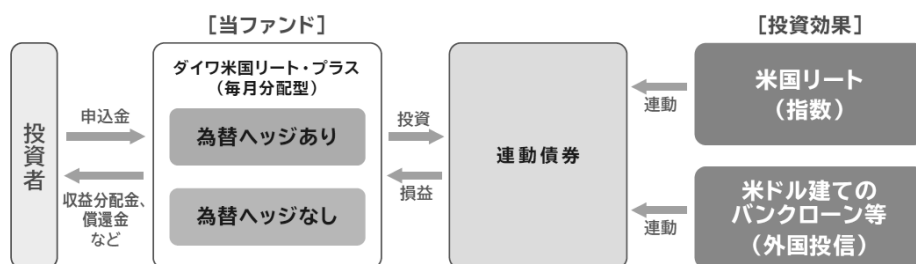 [当ファンド]
[投資効果]
投資者
申込金
収益分配金、
償還金
など
ダイワ米国リート・プラス
(毎月分配型)
為替ヘッジあり
為替ヘッジなし
投資
損益
連動債券
連動
米国リート
(指数)
連動
米ドル建ての
バンクローン等
(外国投信)